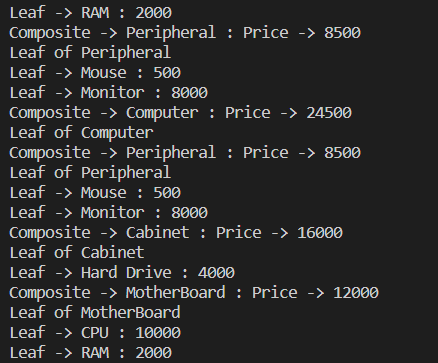 Leaf -> RAM : 2000
Composite -> Peripheral : Price -> 8500
Leaf of Peripheral
Leaf -> Mouse : 500
Leaf -> Monitor : 8000
Composite -> Computer : Price -> 24500
Leaf of Computer
Composite -> Peripheral : Price -> 8500
Leaf of Peripheral
Leaf -> Mouse : 500
Leaf -> Monitor : 8000
Composite -> Cabinet : Price -> 16000
Leaf of Cabinet
Leaf -> Hard Drive : 4000
Composite -> MotherBoard : Price -> 12000
Leaf of MotherBoard
Leaf -> CPU : 10000
Leaf -> RAM : 2000